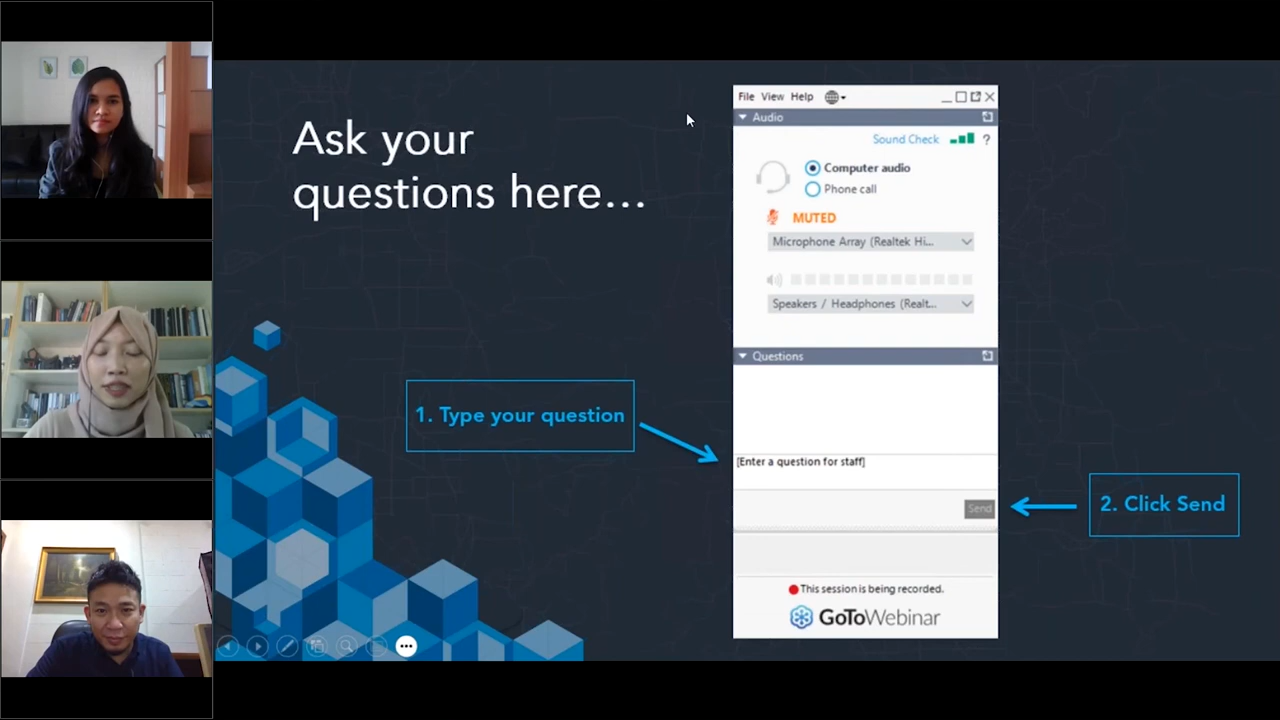 Ask your
questions here...
File View Help
Audio
Sound Check ?
Computer audio
Phone call
MUTED
Microphone Array (Realtek Hi...
Speakers / Headphones (Realt...
Questions
1. Type your question
[Enter a question for staff]
Send
2. Click Send
This session is being recorded.
GoToWebinar